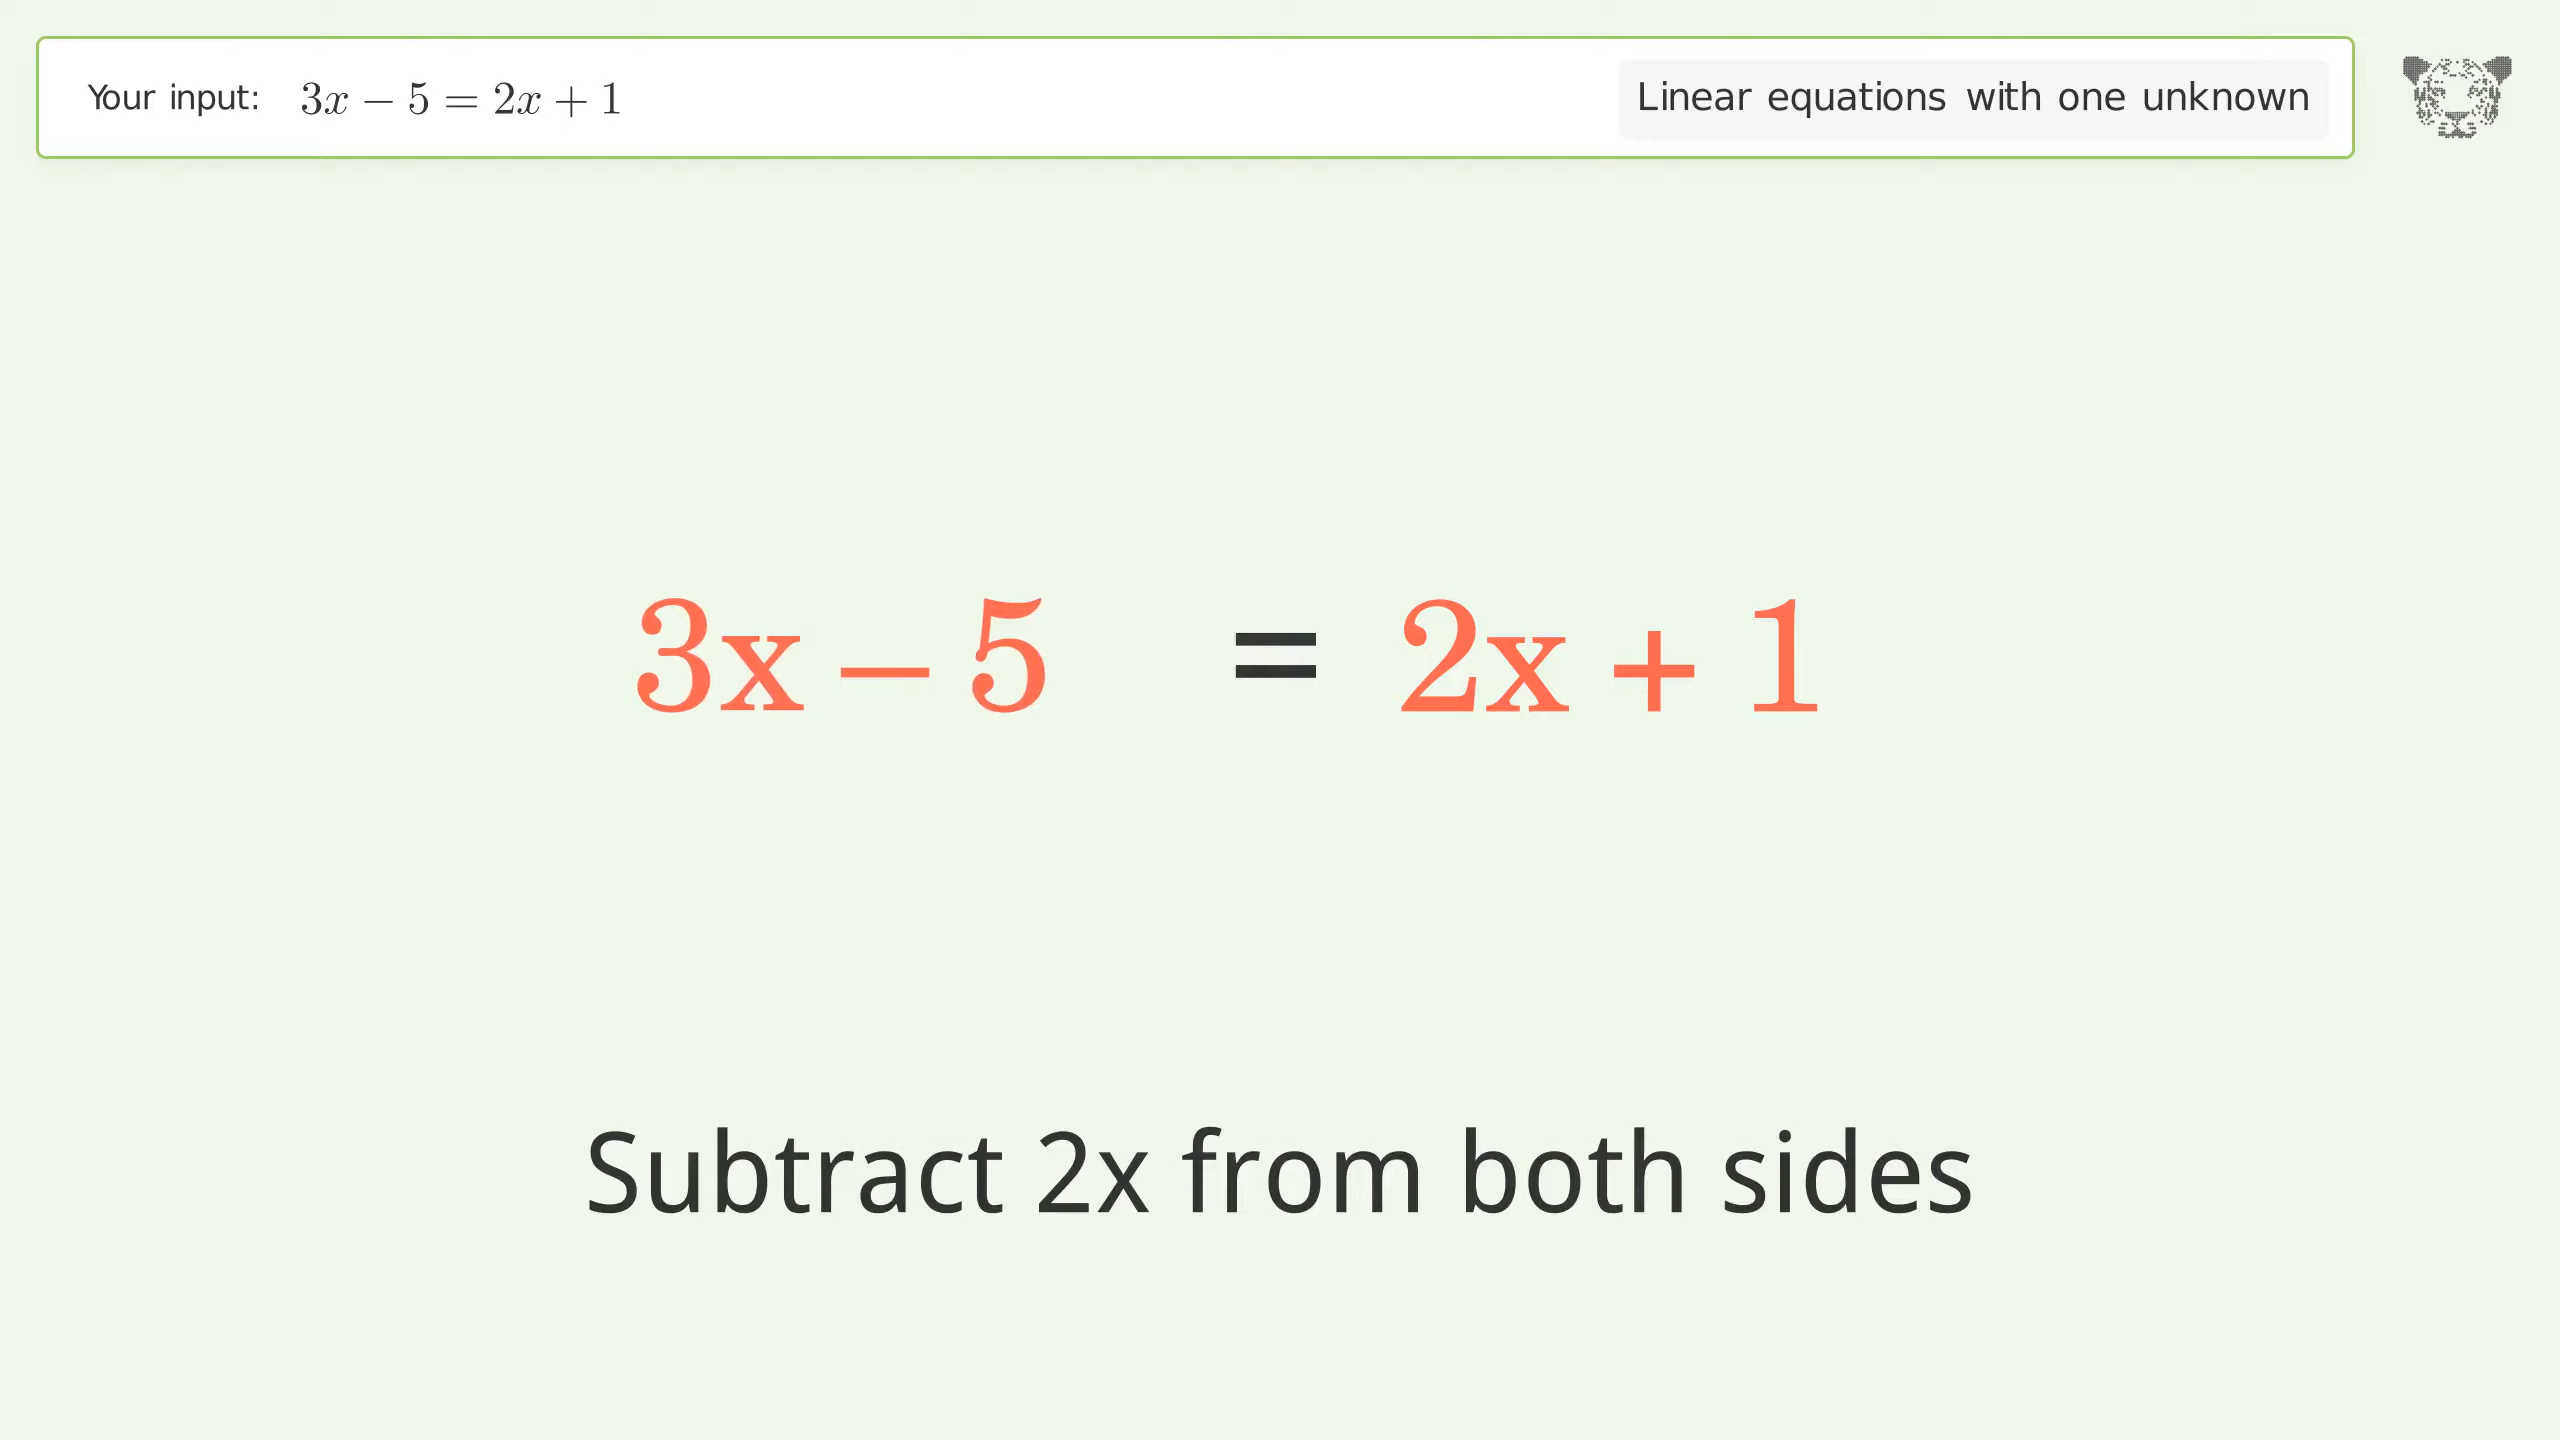 Your input: 3x − 5 = 2x + 1
Linear equations with one unknown
3x − 5 = 2x + 1
Subtract 2x from both sides